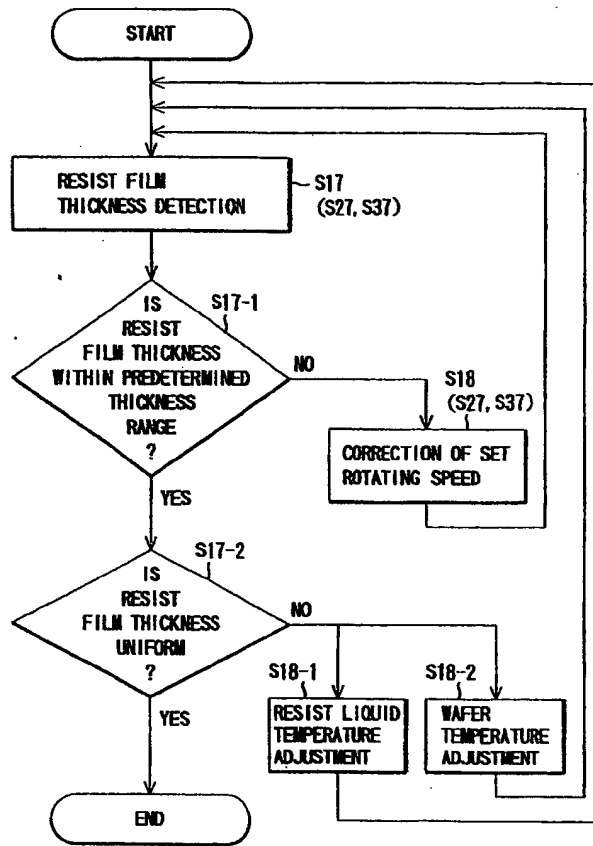 START
RESIST FILM
THICKNESS DETECTION
S17
(S27, S37)
S17-1
IS
RESIST
FILM THICKNESS
WITHIN PREDETERMINED
THICKNESS
RANGE
?
NO
S18
(S27, S37)
CORRECTION OF SET
ROTATING SPEED
YES
S17-2
IS
RESIST
FILM THICKNESS
UNIFORM
?
NO
S18-1
RESIST LIQUID
TEMPERATURE
ADJUSTMENT
S18-2
WAFER
TEMPERATURE
ADJUSTMENT
YES
END